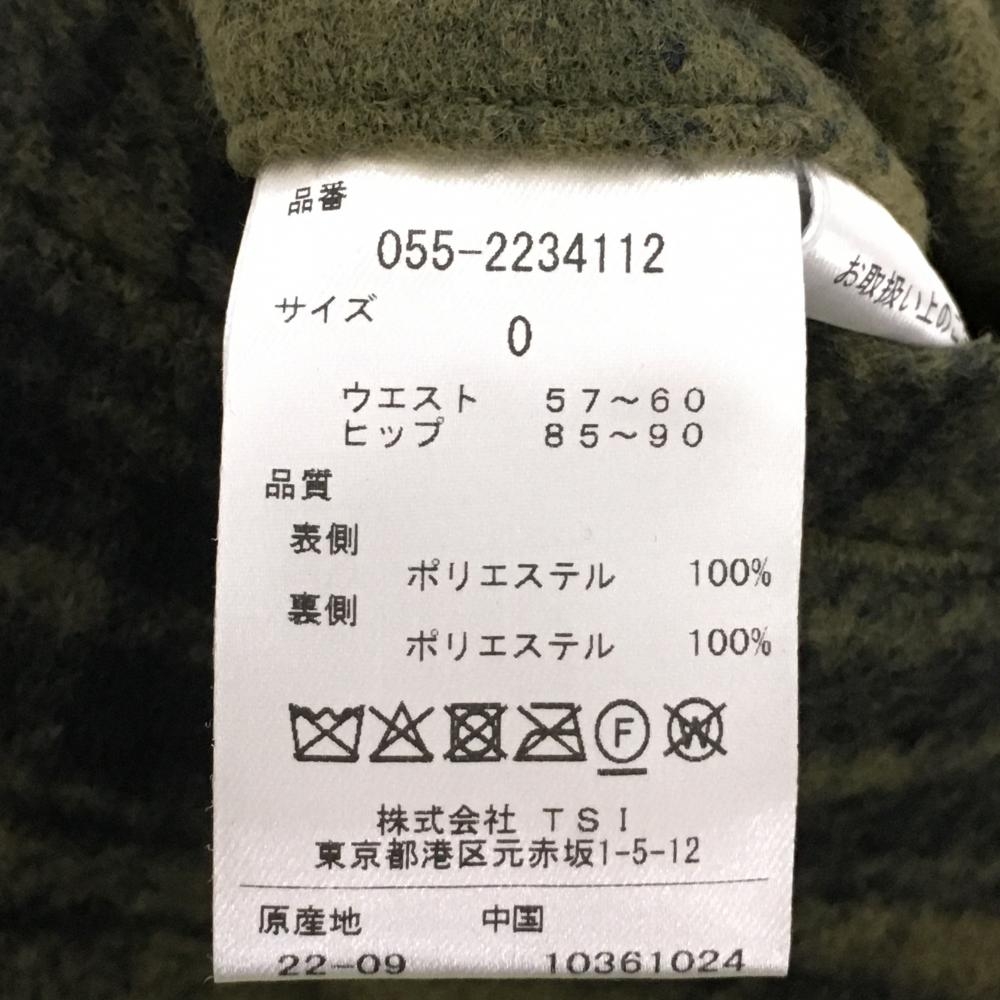 品番
055-2234112
サイズ
0
ウエスト 57～60
ヒップ 85～90
品質
表側
ポリエステル 100%
裏側
ポリエステル 100%
F W
株式会社 TSI
東京都港区元赤坂1-5-12
原産地 中国
22-09 10361024
お取扱い上の